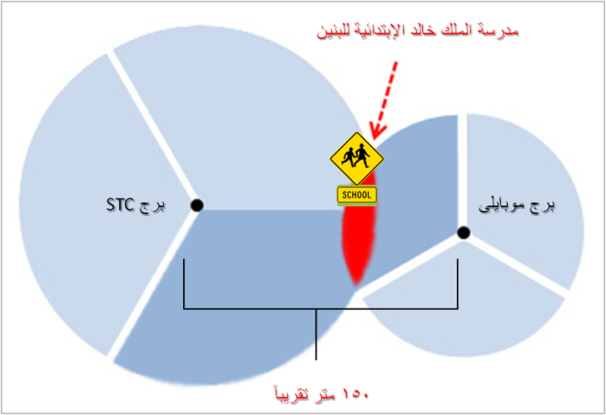 مدرسة الملك خالد الإبتدائية للبنين
SCHOOL
برج موبايلي
برج STC
١٥٠ متر تقريباً